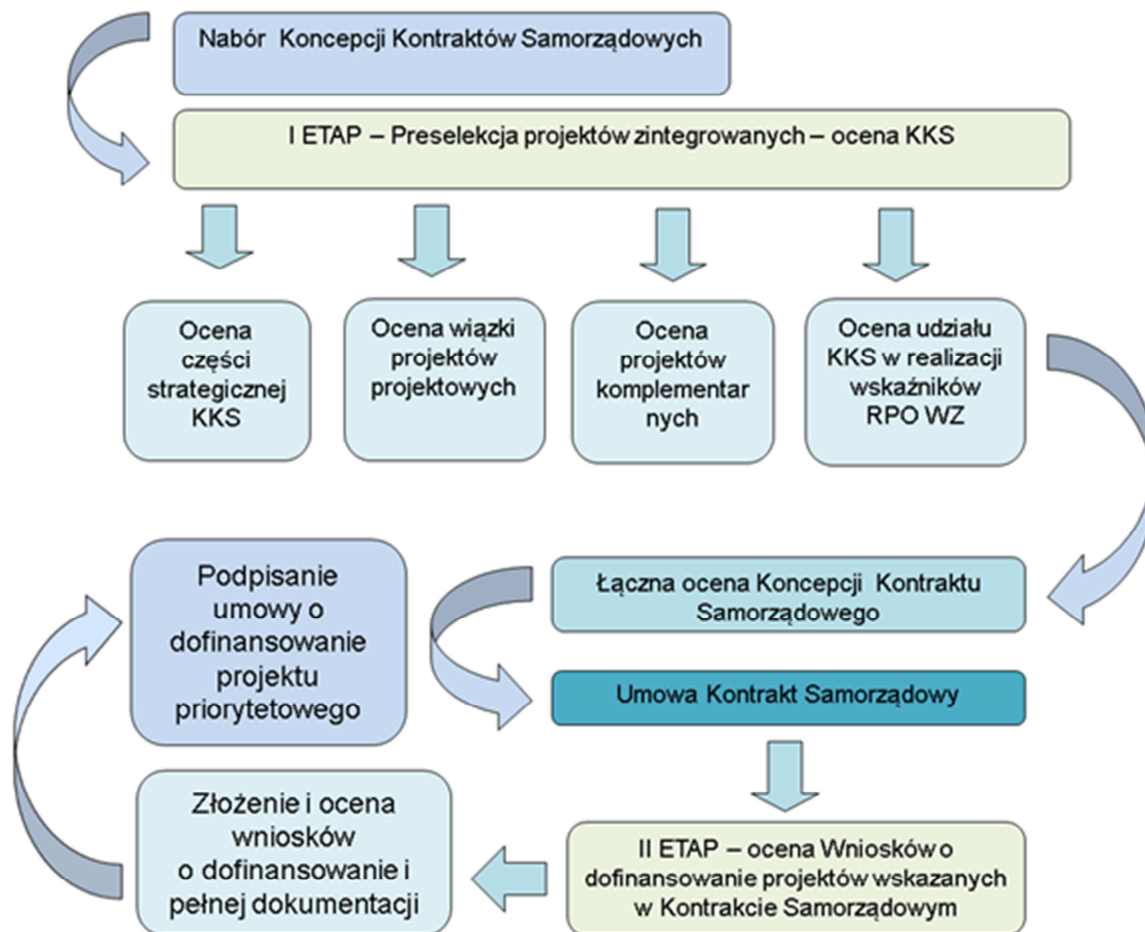 Nabór Koncepcji Kontraktów Samorządowych
I ETAP – Preselekcja projektów zintegrowanych – ocena KKS
Ocena
części
strategicznej
KKS
Ocena wiązki
projektów
projektowych
Ocena
projektów
komplementar
nych
Ocena udziału
KKS w realizacji
wskaźników
RPO WZ
Łączna ocena Koncepcji Kontraktu
Samorządowego
Umowa Kontrakt Samorządowy
II ETAP – ocena Wniosków o
dofinansowanie projektów wskazanych
w Kontrakcie Samorządowym
Złożenie i ocena
wniosków
o dofinansowanie i
pełnej dokumentacji
Podpisanie
umowy o
dofinansowanie
projektu
priorytetowego